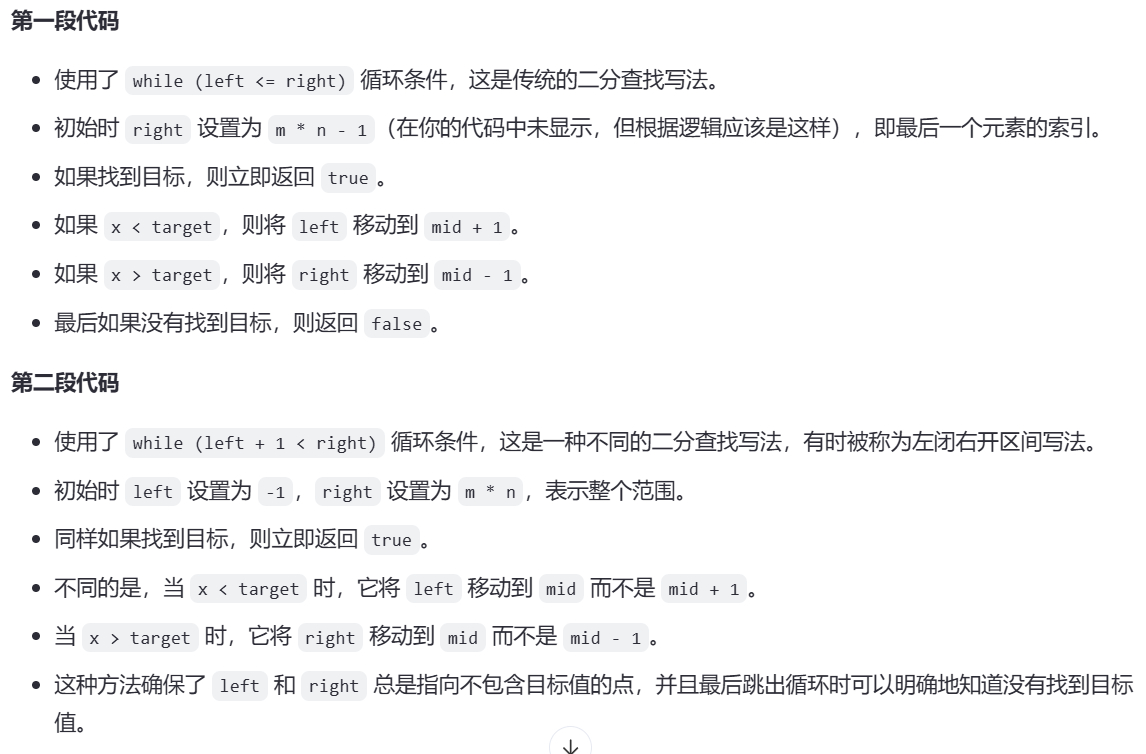 第一段代码
使用了 while (left <= right) 循环条件，这是传统的二分查找写法。
初始时 right 设置为 m * n - 1（在你的代码中未显示，但根据逻辑应该是这样），即最后一个元素的索引。
如果找到目标，则立即返回 true。
如果 x < target，则将 left 移动到 mid + 1。
如果 x > target，则将 right 移动到 mid - 1。
最后如果没有找到目标，则返回 false。
第二段代码
使用了 while (left + 1 < right) 循环条件，这是一种不同的二分查找写法，有时被称为左闭右开区间写法。
初始时 left 设置为 -1，right 设置为 m * n，表示整个范围。
同样如果找到目标，则立即返回 true。
不同的是，当 x < target 时，它将 left 移动到 mid 而不是 mid + 1。
当 x > target 时，它将 right 移动到 mid 而不是 mid - 1。
这种方法确保了 left 和 right 总是指向不包含目标值的点，并且最后跳出循环时可以明确地知道没有找到目标
值。